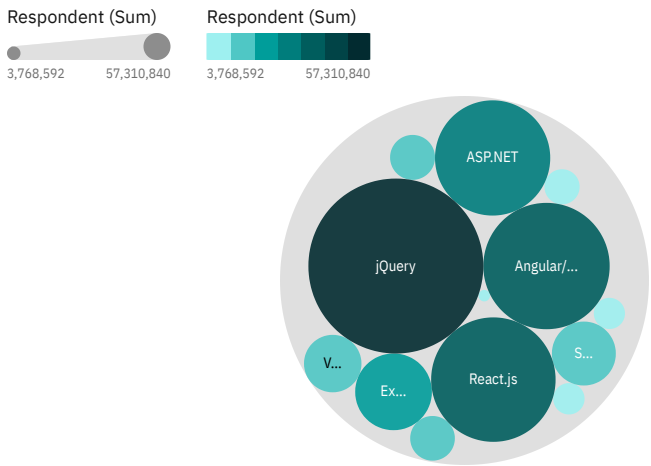 Respondent (Sum)
3,768,592 57,310,840
Respondent (Sum)
3,768,592 57,310,840
ASP.NET
jQuery
Angular/...
S...
V...
Ex...
React.js